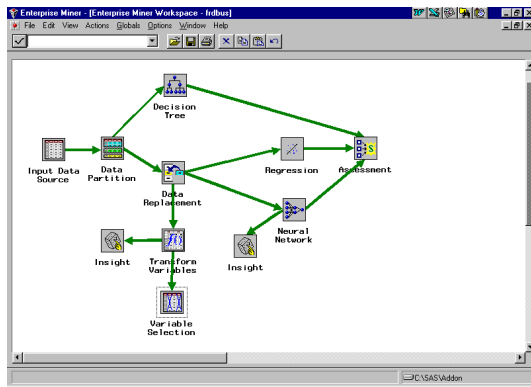 Enterprise Miner - [Enterprise Miner Workspace - frdbus]
File Edit View Actions Globals Options Window Help
Decision
Tree
Input Data
Source
Data
Partition
Data
Replacement
Regression
Assessment
Neural
Network
Insight
Transform
Variables
Insight
Variable
Selection
C:\SAS\Addon